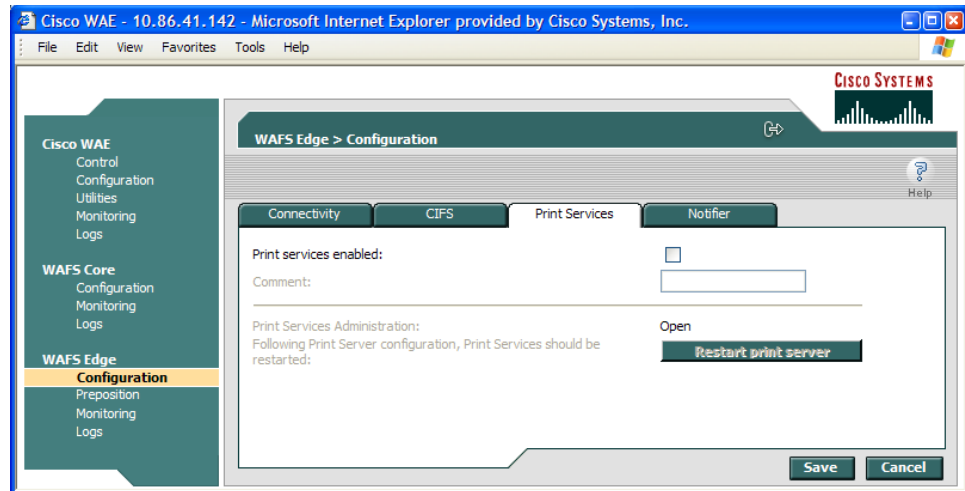 Cisco WAE - 10.86.41.142 - Microsoft Internet Explorer provided by Cisco Systems, Inc.
File Edit View Favorites Tools Help
CISCO SYSTEMS
Cisco WAE
Control
Configuration
Utilities
Monitoring
Logs
WAFS Core
Configuration
Monitoring
Logs
WAFS Edge
Configuration
Preposition
Monitoring
Logs
WAFS Edge > Configuration
Help
Connectivity CIFS Print Services Notifier
Print services enabled:
Comment:
Print Services Administration: Open
Following Print Server configuration, Print Services should be
restarted:
Restart print server
Save Cancel